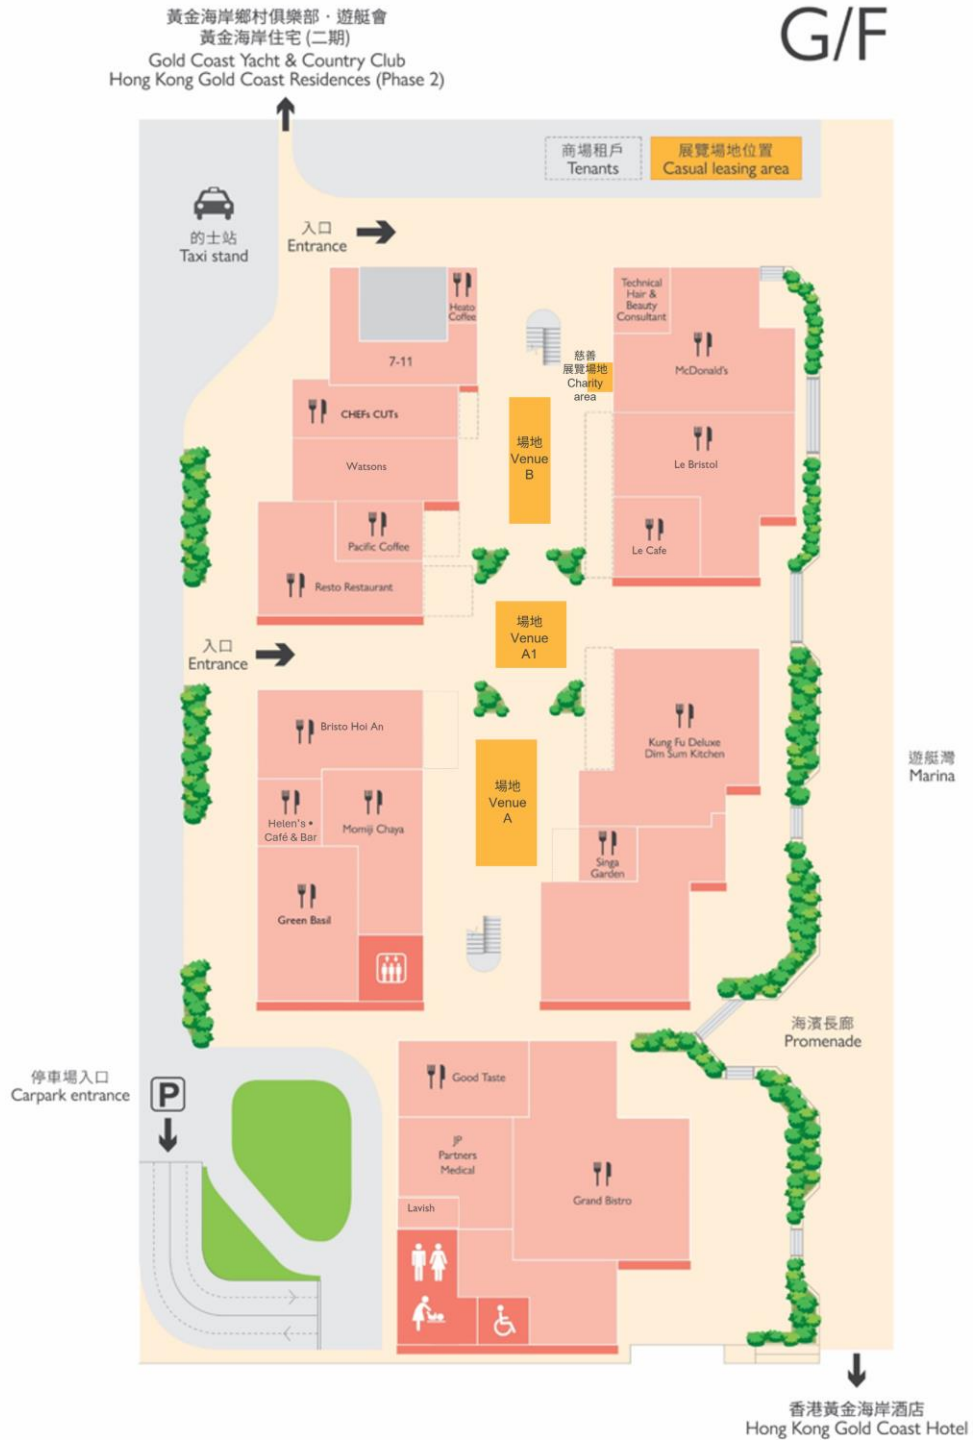 黃金海岸鄉村俱樂部．遊艇會
黃金海岸住宅 (二期)
Gold Coast Yacht & Country Club
Hong Kong Gold Coast Residences (Phase 2)
G/F
商場租戶
Tenants
展覽場地位置
Casual leasing area
的士站
Taxi stand
入口
Entrance
Heato
Coffee
7-11
Technical
Hair &
Beauty
Consultant
McDonald's
慈善
展覽場地
Charity
area
CHEFs CUTs
場地
Venue
B
Watsons
Le Bristol
Pacific Coffee
Le Cafe
Resto Restaurant
場地
Venue
A1
入口
Entrance
Bristo Hoi An
Kung Fu Deluxe
Dim Sum Kitchen
遊艇灣
Marina
場地
Venue
A
Helen's •
Café & Bar
Momiji Chaya
Singa
Garden
Green Basil
海濱長廊
Promenade
停車場入口
Carpark entrance
P
Good Taste
JP
Partners
Medical
Grand Bistro
Lavish
香港黃金海岸酒店
Hong Kong Gold Coast Hotel